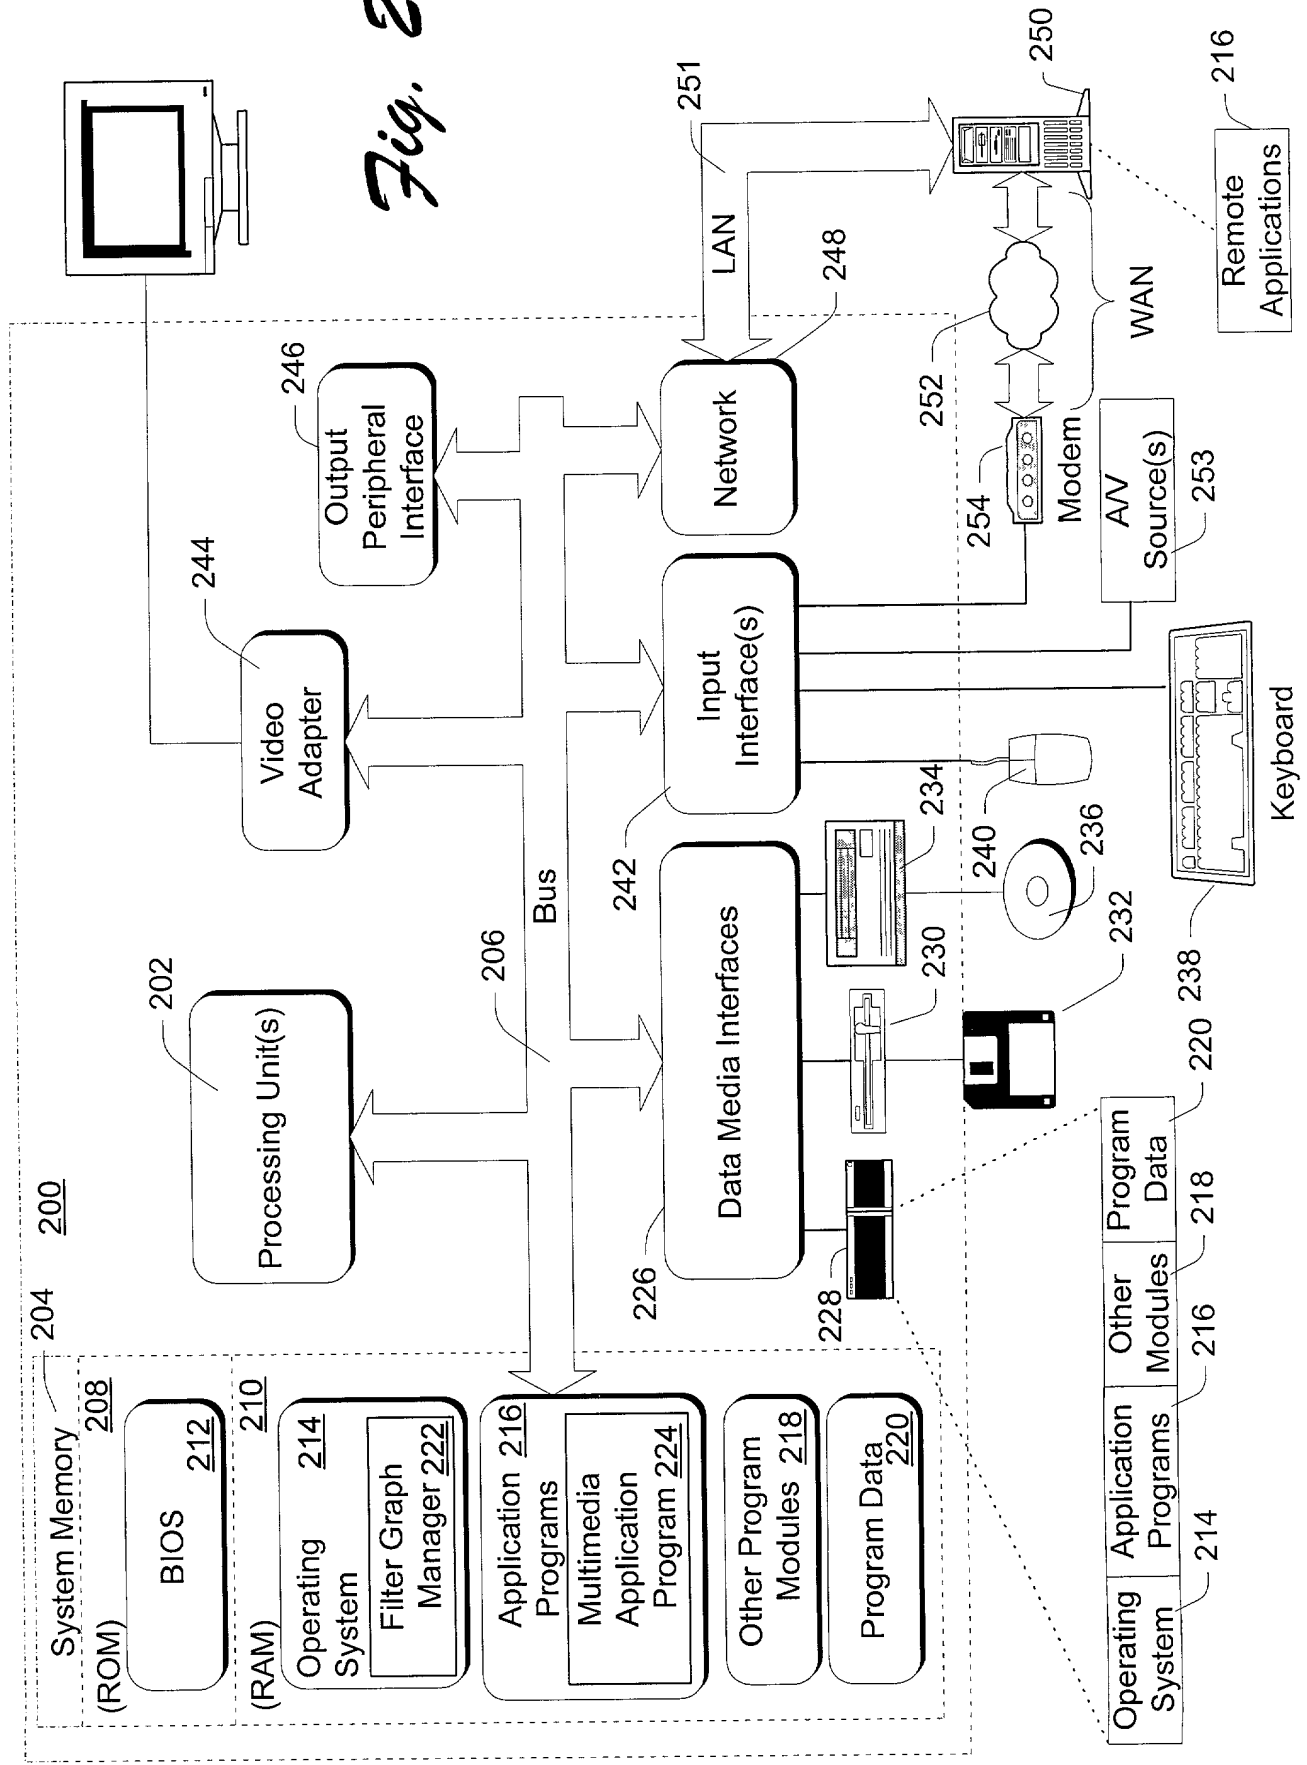 200
System Memory
204
(ROM)
208
BIOS
212
(RAM)
210
Operating
System
214
Filter Graph
Manager 222
Application 216
Programs
Multimedia
Application
Program 224
Other Program
Modules 218
Program Data
220
202
Processing Unit(s)
206
Bus
244
Video
Adapter
246
Output
Peripheral
Interface
226
Data Media Interfaces
242
Input
Interface(s)
Network
248
LAN
251
228
230
234
240
236
232
238
Keyboard
254
Modem
252
WAN
250
A/V
Source(s)
253
Remote
Applications
216
Operating
System
214
Application
Programs
216
Other
Modules
218
Program
Data
220
Fig. 2